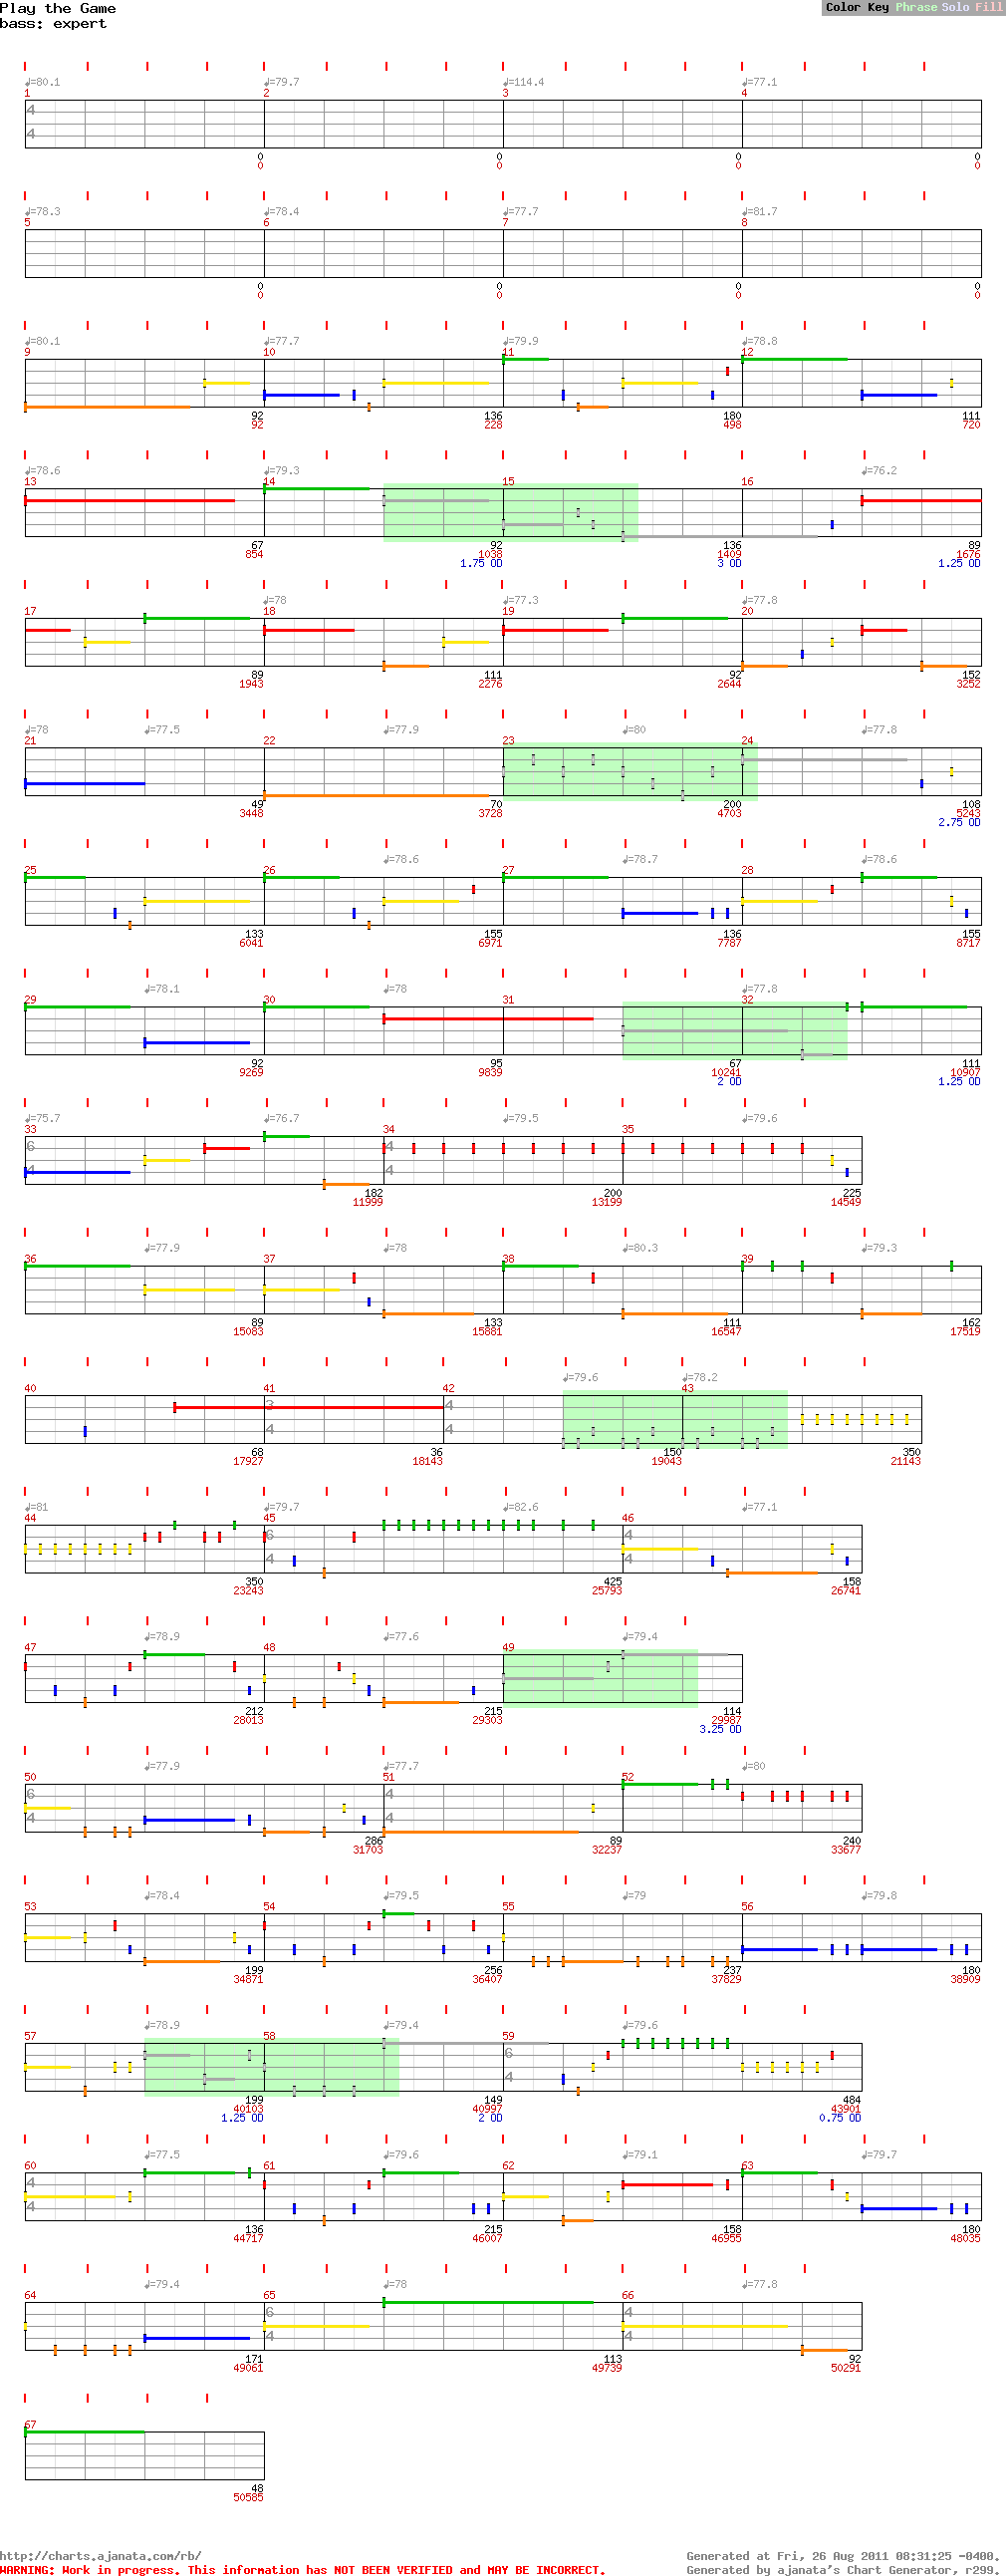 Play the Game
bass: expert
Color Key Phrase Solo Fill
♩=80.1 ♩=79.7 ♩=114.4 ♩=77.1
1 2 3 4
4
4
0 0 0 0
0 0 0 0
♩=78.3 ♩=78.4 ♩=77.7 ♩=81.7
5 6 7 8
0 0 0 0
0 0 0 0
♩=80.1 ♩=77.7 ♩=79.9 ♩=78.8
9 10 11 12
92 136 180 111
92 228 498 720
♩=78.6 ♩=79.3 ♩=76.2
13 14 15 16
67 92 136 89
854 1038 1409 1676
1.75 OD 3 OD 1.25 OD
♩=78 ♩=77.3 ♩=77.8
17 18 19 20
89 111 92 152
1943 2276 2644 3252
♩=78 ♩=77.5 ♩=77.9 ♩=80 ♩=77.8
21 22 23 24
49 70 200 108
3448 3728 4703 5243
2.75 OD
♩=78.6 ♩=78.7 ♩=78.6
25 26 27 28
133 155 136 155
6041 6971 7787 8717
♩=78.1 ♩=78 ♩=77.8
29 30 31 32
92 95 67 111
9269 9839 10241 10907
2 OD 1.25 OD
♩=75.7 ♩=76.7 ♩=79.5 ♩=79.6
33 34 35
6 4
4 4
182 200 225
11999 13199 14549
♩=77.9 ♩=78 ♩=80.3 ♩=79.3
36 37 38 39
89 133 111 162
15083 15881 16547 17519
♩=79.6 ♩=78.2
40 41 42 43
3 4
4 4
68 36 150 350
17927 18143 19043 21143
♩=81 ♩=79.7 ♩=82.6 ♩=77.1
44 45 46
6 4
4 4
350 425 158
23243 25793 26741
♩=78.9 ♩=77.6 ♩=79.4
47 48 49
212 215 114
28013 29303 29987
3.25 OD
♩=77.9 ♩=77.7 ♩=80
50 51 52
6 4
4 4
286 89 240
31703 32237 33677
♩=78.4 ♩=79.5 ♩=79 ♩=79.8
53 54 55 56
199 256 237 180
34871 36407 37829 38909
♩=78.9 ♩=79.4 ♩=79.6
57 58 59
6
4
199 149 484
40103 40997 43901
1.25 OD 2 OD 0.75 OD
♩=77.5 ♩=79.6 ♩=79.1 ♩=79.7
60 61 62 63
4
4
136 215 158 180
44717 46007 46955 48035
♩=79.4 ♩=78 ♩=77.8
64 65 66
6 4
4 4
171 113 92
49061 49739 50291
67
48
50585
http://charts.ajanata.com/rb/
Generated at Fri, 26 Aug 2011 08:31:25 -0400.
WARNING: Work in progress. This information has NOT BEEN VERIFIED and MAY BE INCORRECT.
Generated by ajanata's Chart Generator, r299.